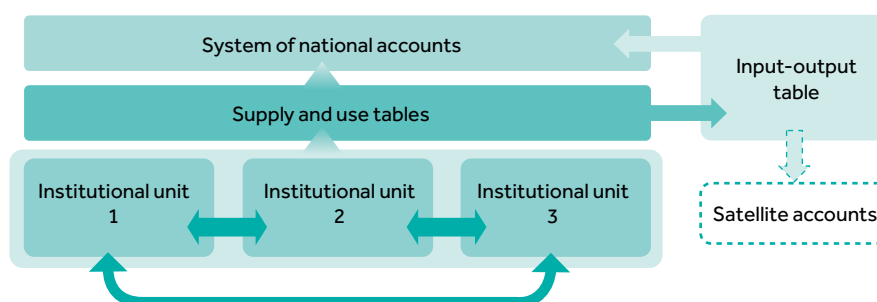 System of national accounts
Input-output
table
Supply and use tables
Institutional unit
1
Institutional unit
2
Institutional unit
3
Satellite accounts